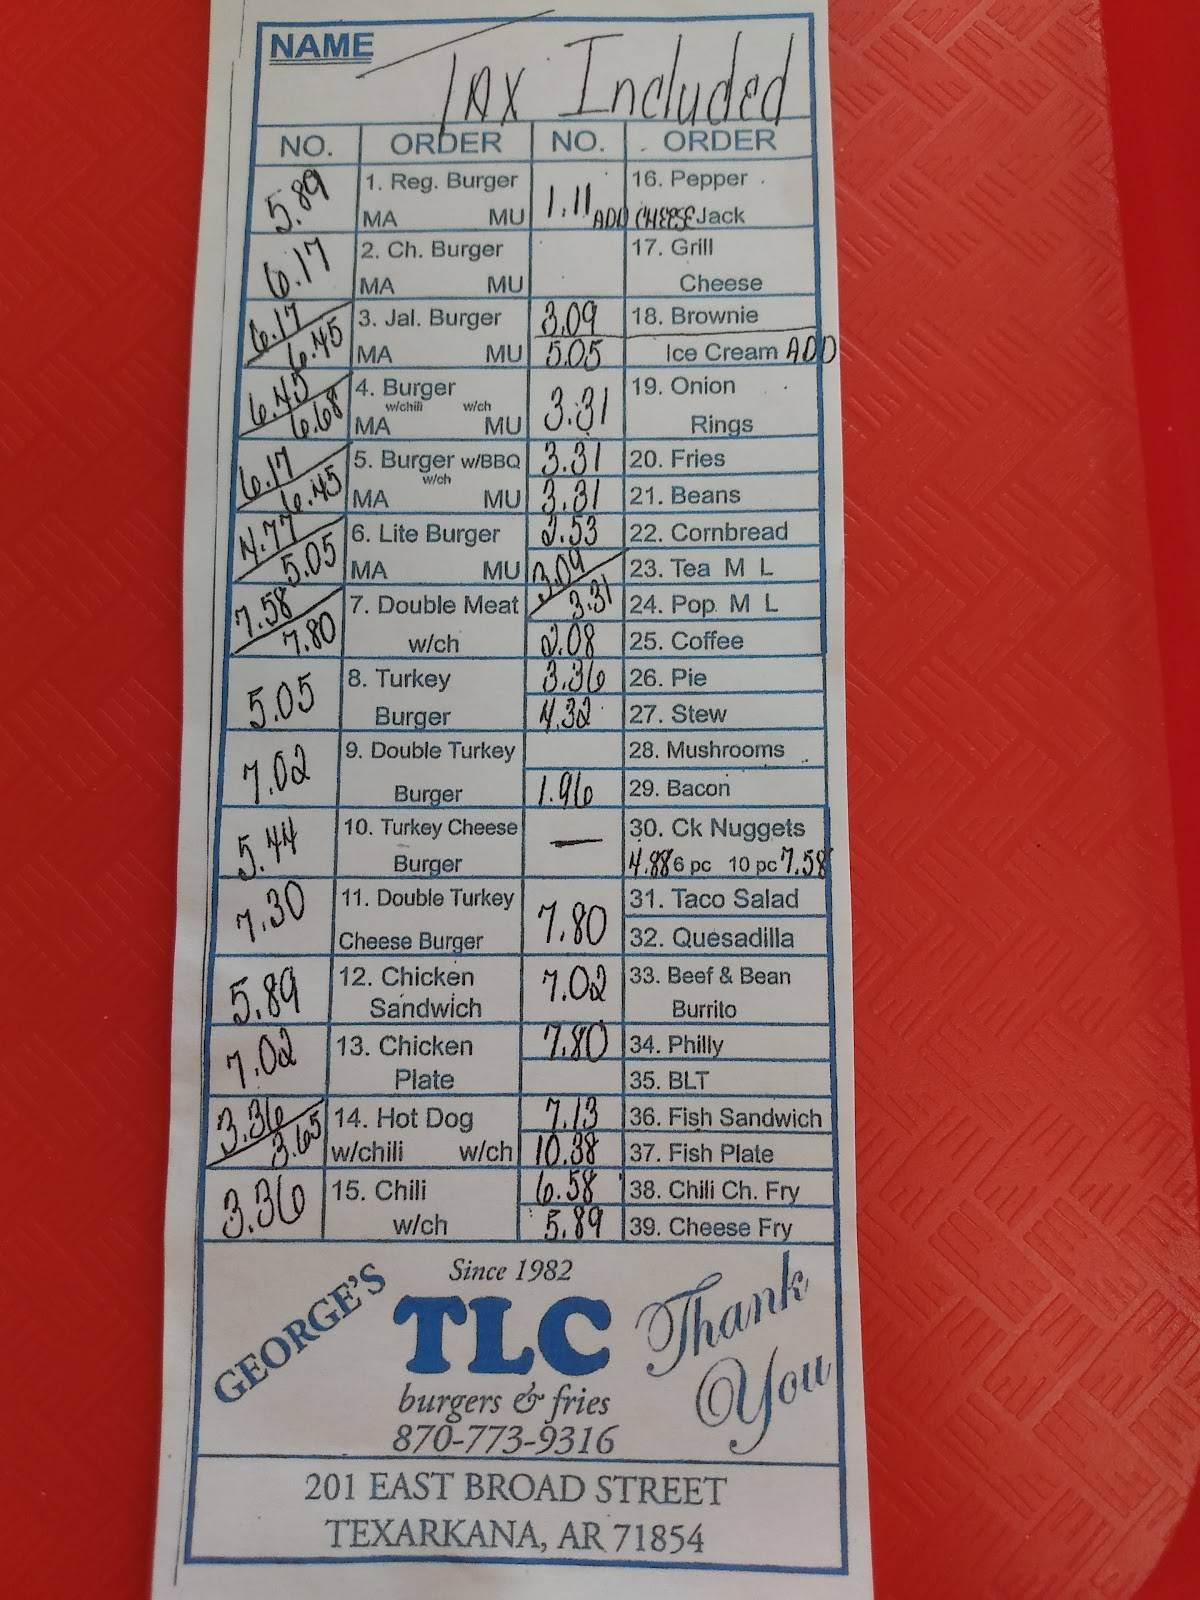 NAME
TAX Included
NO. ORDER NO. ORDER
5.89 1. Reg. Burger 1.11 16. Pepper
MA MU ADD CHEESE Jack
6.17 2. Ch. Burger 17. Grill
MA MU Cheese
6.17 3. Jal. Burger 3.09 18. Brownie
6.45 MA MU 5.05 Ice Cream ADD
6.45 4. Burger 3.31 19. Onion
w/chili w/ch
6.68 MA MU Rings
6.17 5. Burger w/BBQ 3.31 20. Fries
w/ch
6.45 MA MU 3.31 21. Beans
4.77 6. Lite Burger 2.53 22. Cornbread
5.05 MA MU 3.09 23. Tea M L
7.58 7. Double Meat 3.31 24. Pop M L
7.80 w/ch 2.08 25. Coffee
5.05 8. Turkey 3.36 26. Pie
Burger 4.32 27. Stew
7.02 9. Double Turkey 28. Mushrooms
Burger 1.96 29. Bacon
5.44 10. Turkey Cheese — 30. Ck Nuggets
Burger 4.88 6 pc 10 pc 7.58
7.30 11. Double Turkey 7.80 31. Taco Salad
Cheese Burger 32. Quesadilla
5.89 12. Chicken 7.02 33. Beef & Bean
Sandwich Burrito
7.02 13. Chicken 7.80 34. Philly
Plate 35. BLT
3.36 14. Hot Dog 7.13 36. Fish Sandwich
3.65 w/chili w/ch 10.38 37. Fish Plate
3.36 15. Chili 6.58 38. Chili Ch. Fry
w/ch 5.89 39. Cheese Fry
Since 1982
GEORGE'S TLC Thank You
burgers & fries
870-773-9316
201 EAST BROAD STREET
TEXARKANA, AR 71854